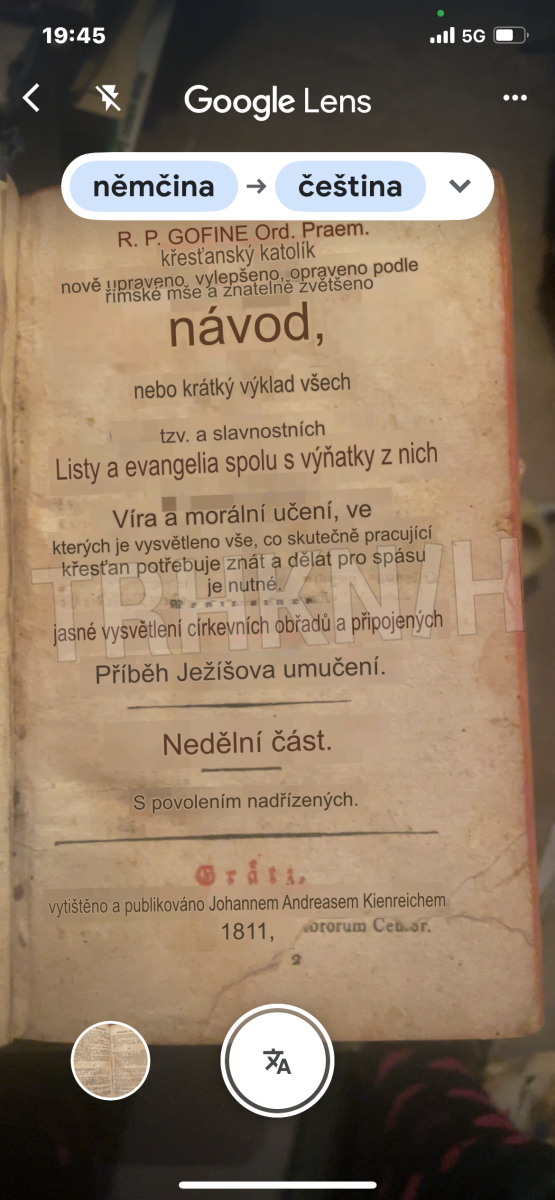 19:45
5G
Google Lens
němčina → čeština
R. P. GOFINE Ord. Praem.
křesťanský katolík
nově upraveno, vylepšeno, opraveno podle
římské mše a znatelně zvětšeno
návod,
nebo krátký výklad všech
tzv. a slavnostních
Listy a evangelia spolu s výňatky z nich
Víra a morální učení, ve
kterých je vysvětleno vše, co skutečně pracující
křesťan potřebuje znát a dělat pro spásu
je nutné.
jasné vysvětlení církevních obřadů a připojených
Příběh Ježíšova umučení.
Nedělní část.
S povolením nadřízených.
Grätz,
vytištěno a publikováno Johannem Andreasem Kienreichem
1811,
2